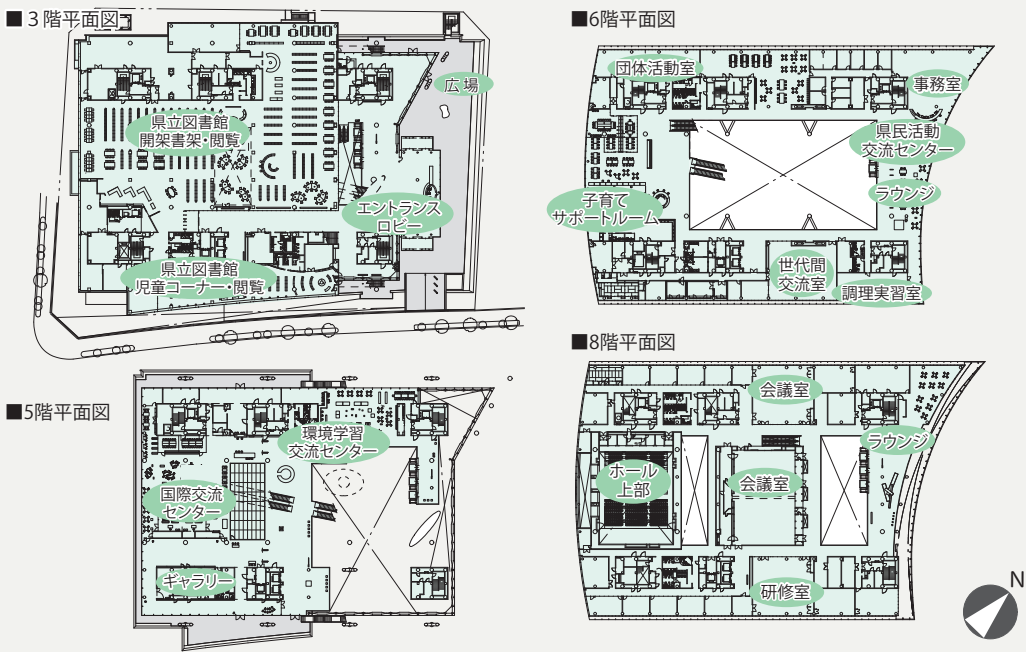 ■３階平面図
広場
県立図書館
開架書架・閲覧
エントランス
ロビー
県立図書館
児童コーナー・閲覧
■5階平面図
環境学習
交流センター
国際交流
センター
ギャラリー
■6階平面図
団体活動室
事務室
県民活動
交流センター
ラウンジ
子育て
サポートルーム
世代間
交流室
調理実習室
■8階平面図
会議室
ラウンジ
ホール
上部
会議室
研修室
N